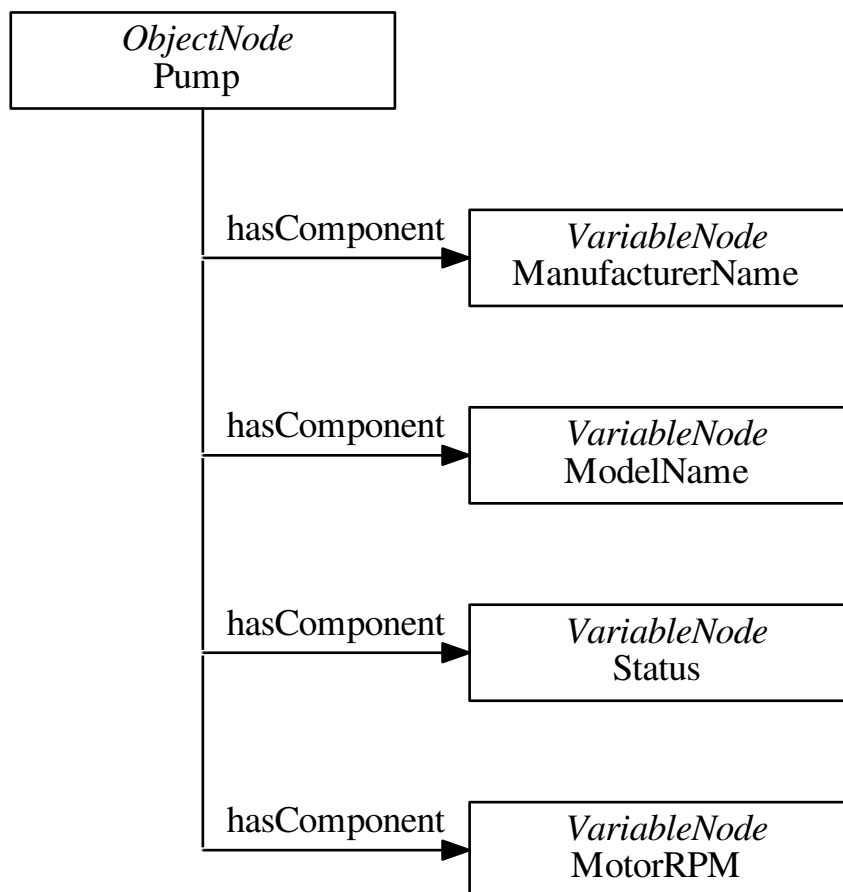 ObjectNode
Pump
hasComponent
VariableNode
ManufacturerName
hasComponent
VariableNode
ModelName
hasComponent
VariableNode
Status
hasComponent
VariableNode
MotorRPM